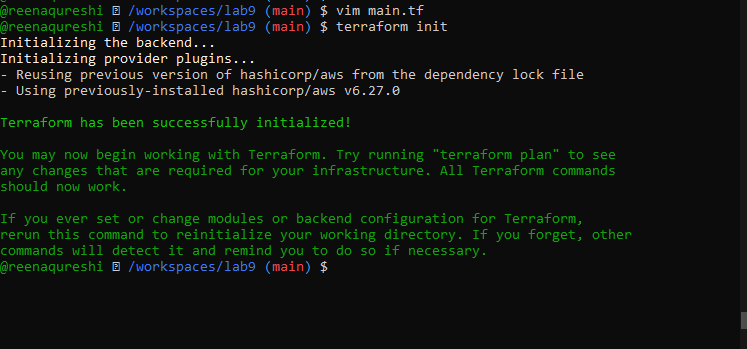 @reenaqureshi /workspaces/lab9 (main) $ vim main.tf
@reenaqureshi /workspaces/lab9 (main) $ terraform init
Initializing the backend...
Initializing provider plugins...
- Reusing previous version of hashicorp/aws from the dependency lock file
- Using previously-installed hashicorp/aws v6.27.0
Terraform has been successfully initialized!
You may now begin working with Terraform. Try running "terraform plan" to see
any changes that are required for your infrastructure. All Terraform commands
should now work.
If you ever set or change modules or backend configuration for Terraform,
rerun this command to reinitialize your working directory. If you forget, other
commands will detect it and remind you to do so if necessary.
@reenaqureshi /workspaces/lab9 (main) $